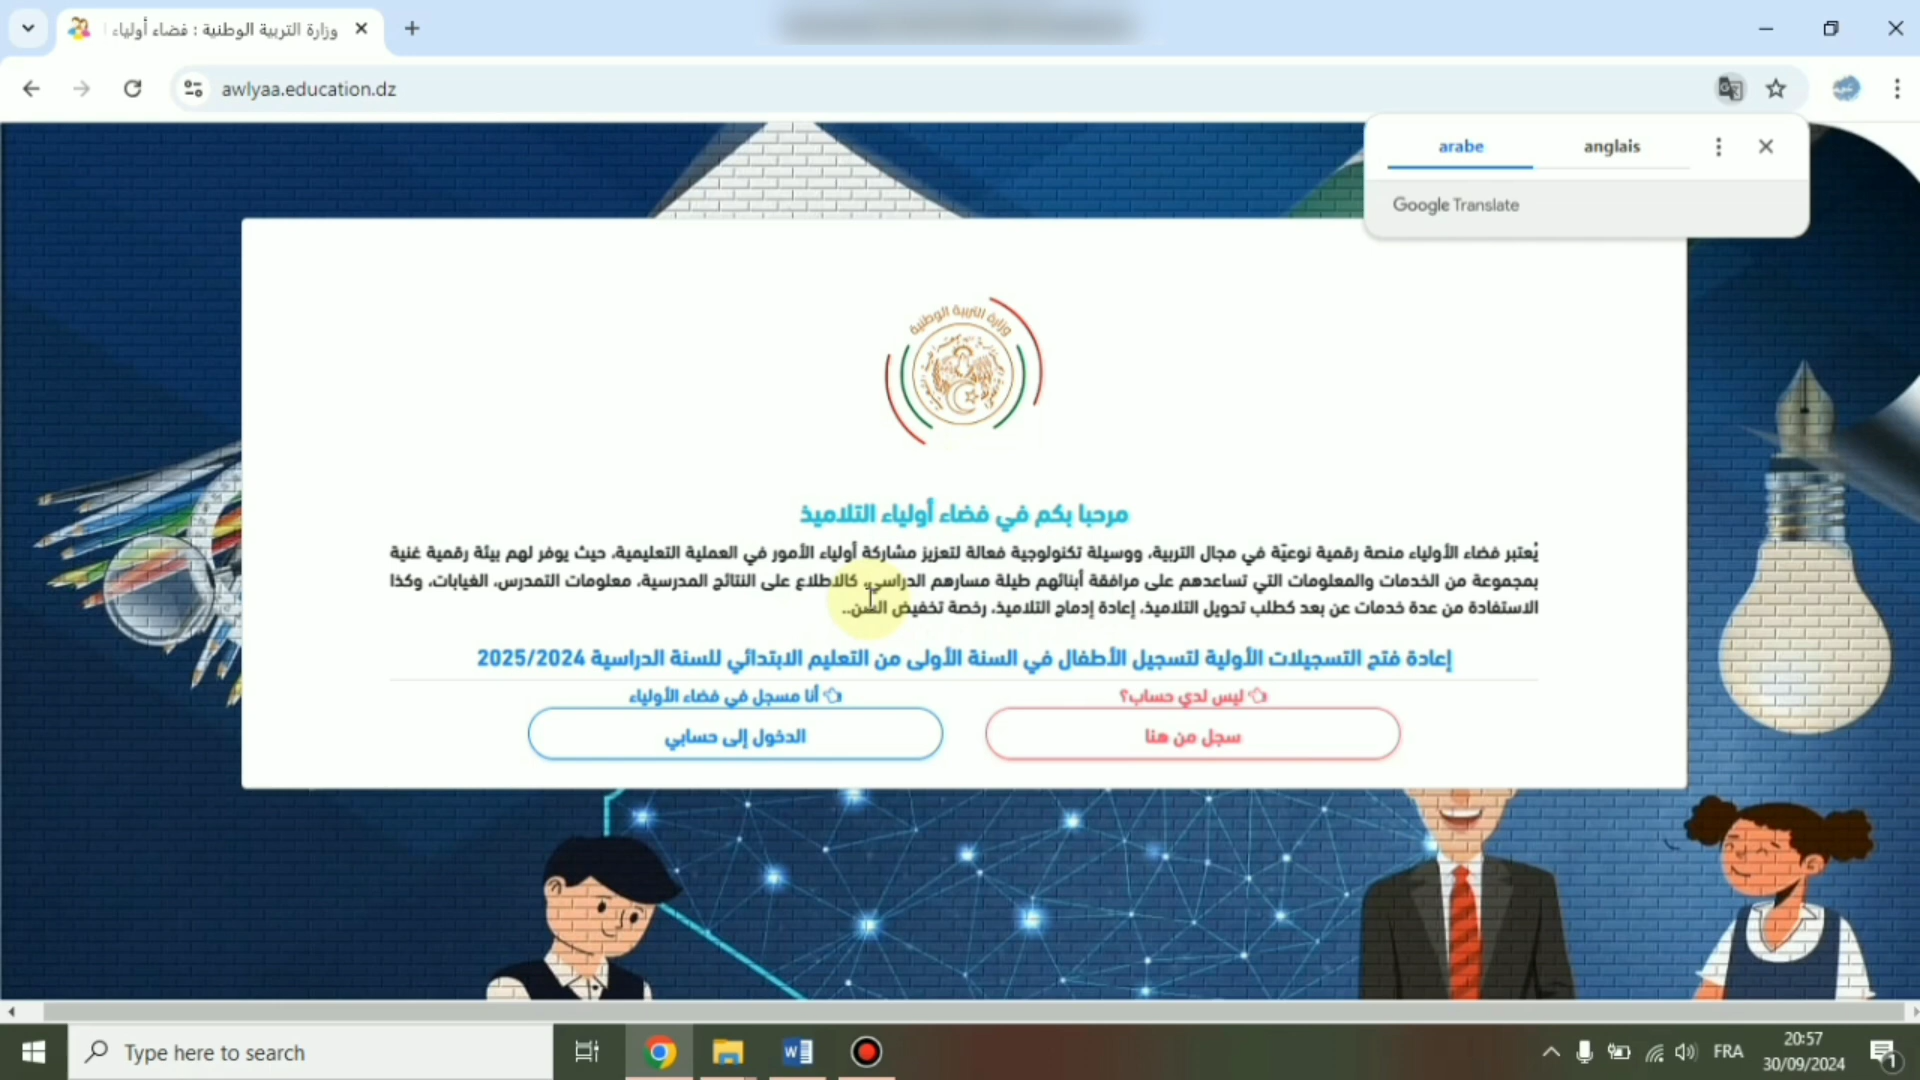 وزارة التربية الوطنية : فضاء أولياء
awlyaa.education.dz
arabe
anglais
Google Translate
وزارة التربية الوطنية
مرحبا بكم في فضاء أولياء التلاميذ
يُعتبر فضاء الأولياء منصة رقمية نوعيّة في مجال التربية، ووسيلة تكنولوجية فعالة لتعزيز مشاركة أولياء الأمور في العملية التعليمية، حيث يوفر لهم بيئة رقمية غنية
بمجموعة من الخدمات والمعلومات التي تساعدهم على مرافقة أبنائهم طيلة مسارهم الدراسي، كالاطلاع على النتائج المدرسية، معلومات التمدرس، الغيابات، وكذا
الاستفادة من عدة خدمات عن بعد كطلب تحويل التلاميذ، إعادة إدماج التلاميذ، رخصة تخفيض السن..
إعادة فتح التسجيلات الأولية لتسجيل الأطفال في السنة الأولى من التعليم الابتدائي للسنة الدراسية 2025/2024
ليس لدي حساب؟
أنا مسجل في فضاء الأولياء
سجل من هنا
الدخول إلى حسابي
Type here to search
FRA
20:57
30/09/2024
1